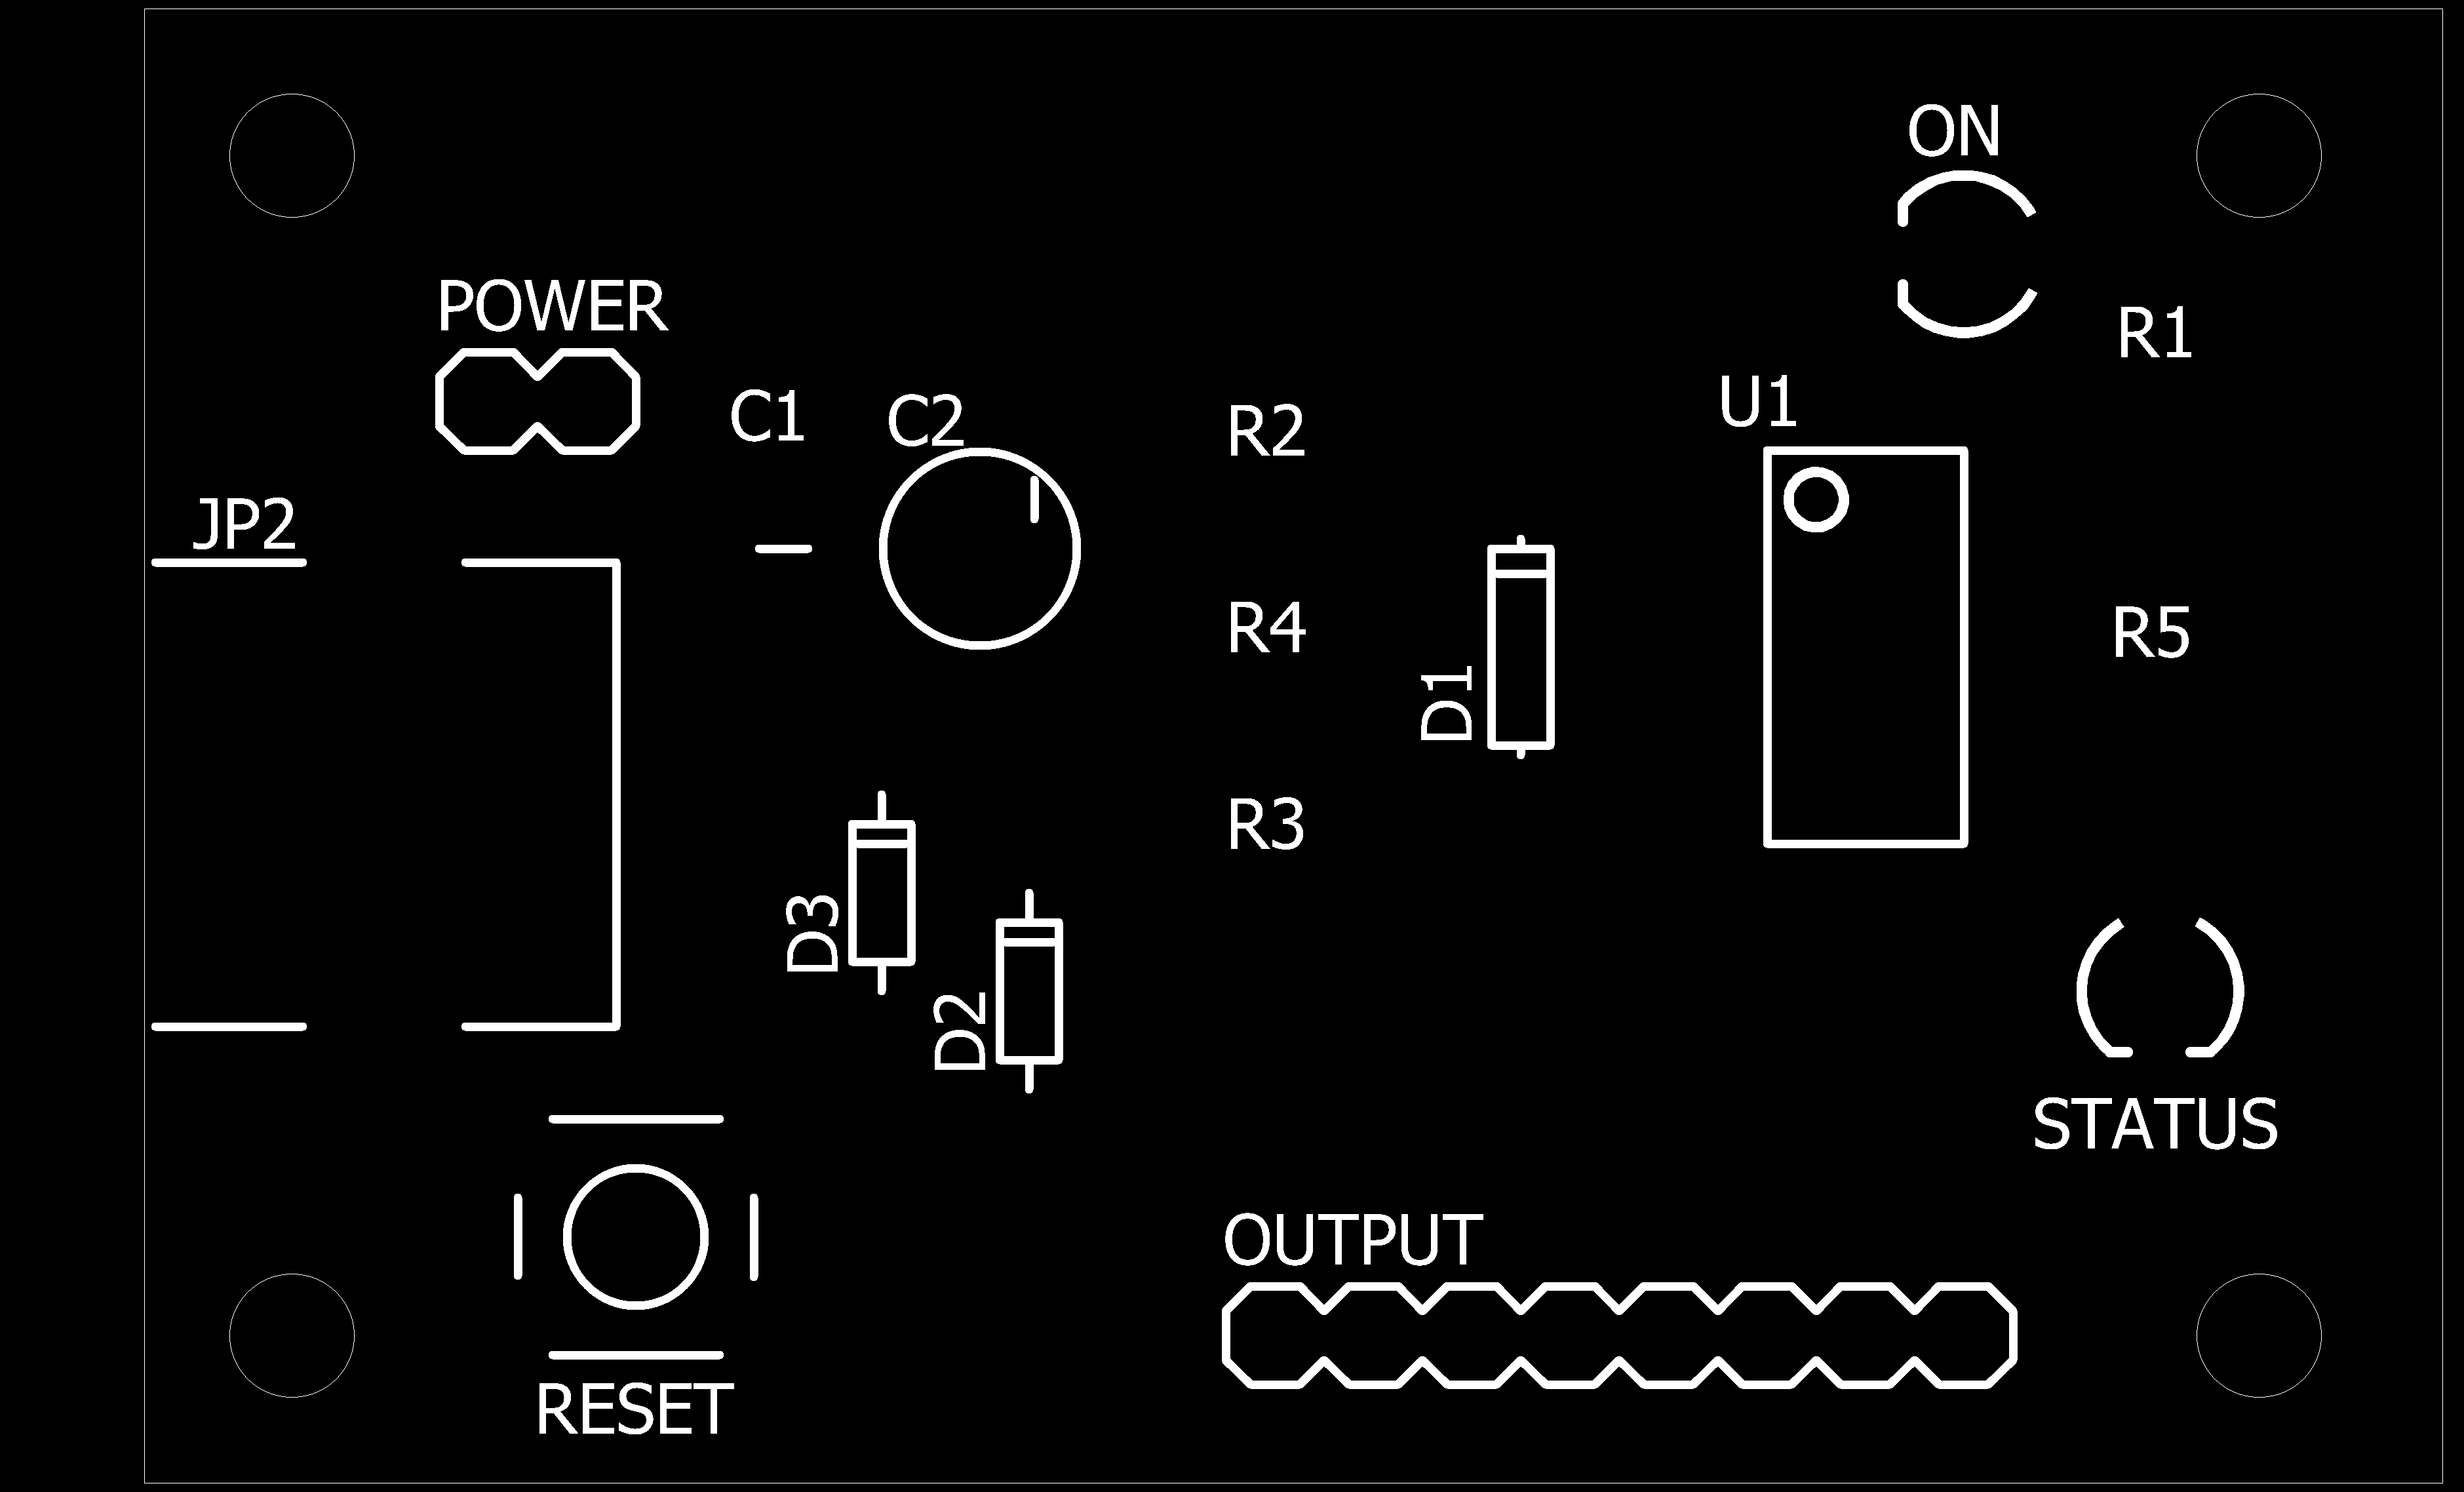 ON
POWER
R1
U1
C1
C2
R2
JP2
R4
R5
D1
R3
D3
D2
STATUS
OUTPUT
RESET